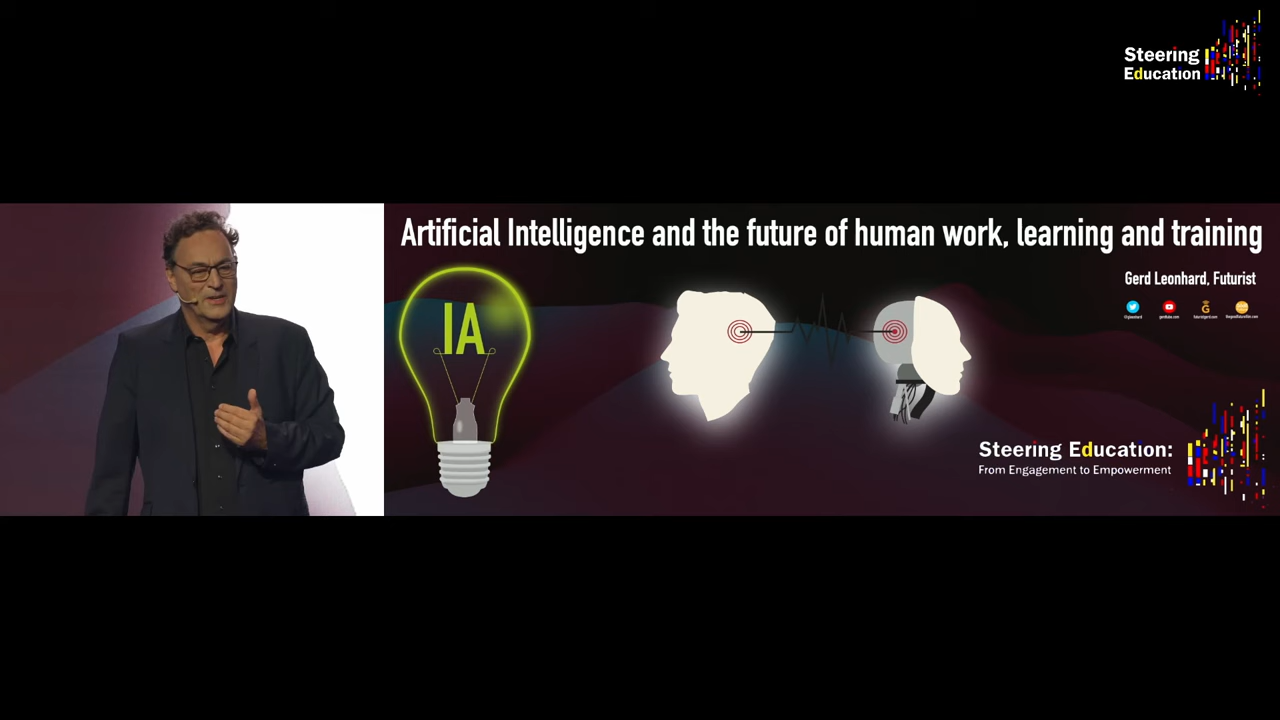 Steering
Education
Artificial Intelligence and the future of human work, learning and training
Gerd Leonhard, Futurist
IA
Steering Education:
From Engagement to Empowerment